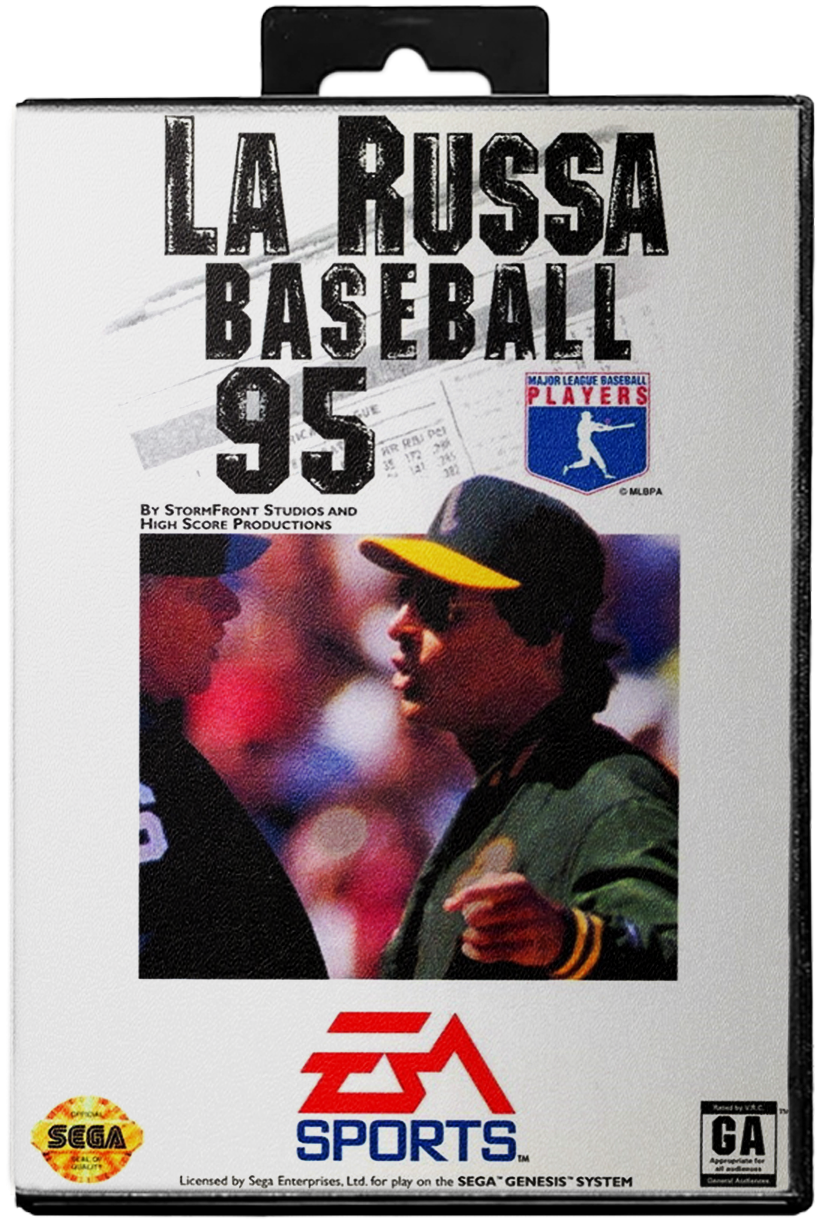 LA RUSSA
BASEBALL
95
MAJOR LEAGUE BASEBALL
PLAYERS
© MLBPA
BY STORMFRONT STUDIOS AND
HIGH SCORE PRODUCTIONS
EA
SPORTS™
OFFICIAL
SEGA
SEAL OF
QUALITY
Rated by V.R.C. ™
GA
Appropriate for
all audiences
General Audiences
Licensed by Sega Enterprises, Ltd. for play on the SEGA™ GENESIS™ SYSTEM